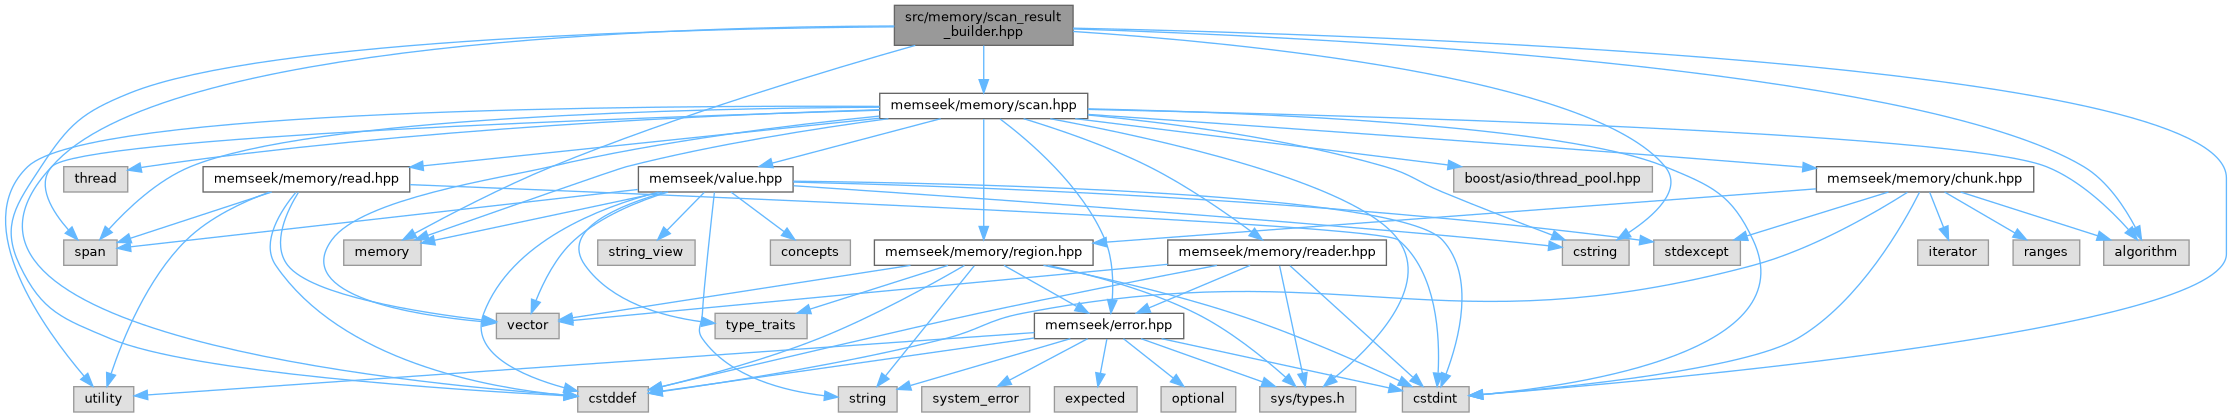 src/memory/scan_result
_builder.hpp
memseek/memory/scan.hpp
thread
memseek/memory/read.hpp
memseek/value.hpp
boost/asio/thread_pool.hpp
memseek/memory/chunk.hpp
span
memory
string_view
concepts
memseek/memory/region.hpp
memseek/memory/reader.hpp
cstring
stdexcept
iterator
ranges
algorithm
vector
type_traits
memseek/error.hpp
utility
cstddef
string
system_error
expected
optional
sys/types.h
cstdint